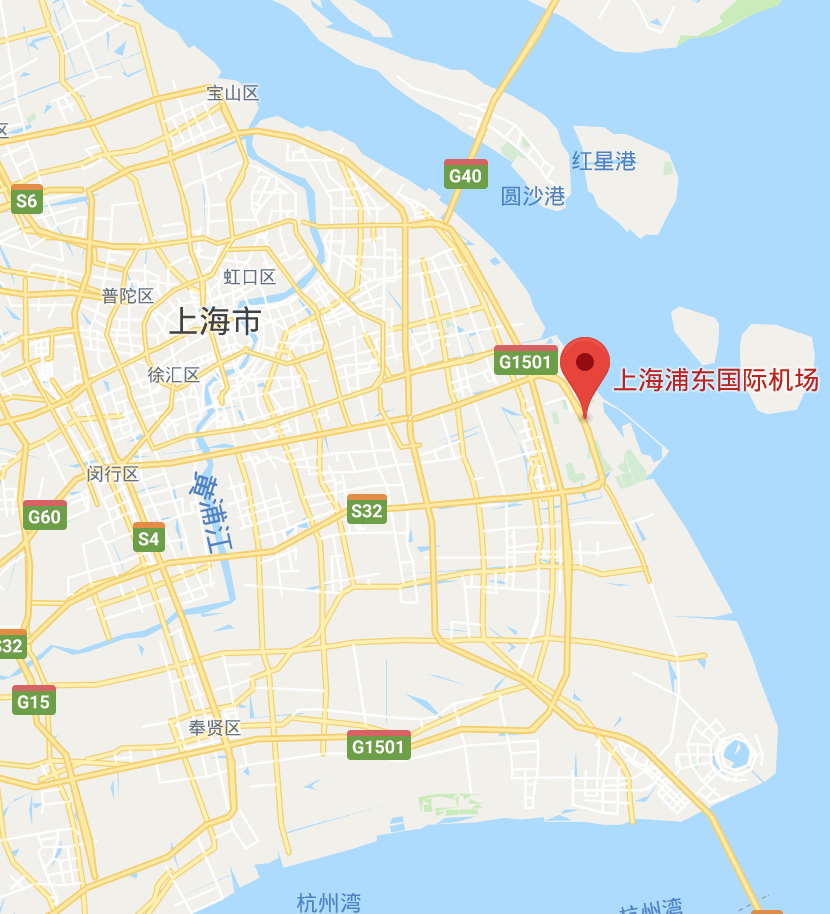 宝山区
区
红星港
G40
圆沙港
S6
虹口区
普陀区
上海市
G1501
徐汇区
上海浦东国际机场
闵行区
黄浦江
S32
G60
S4
S32
G15
奉贤区
G1501
杭州湾
杭州湾